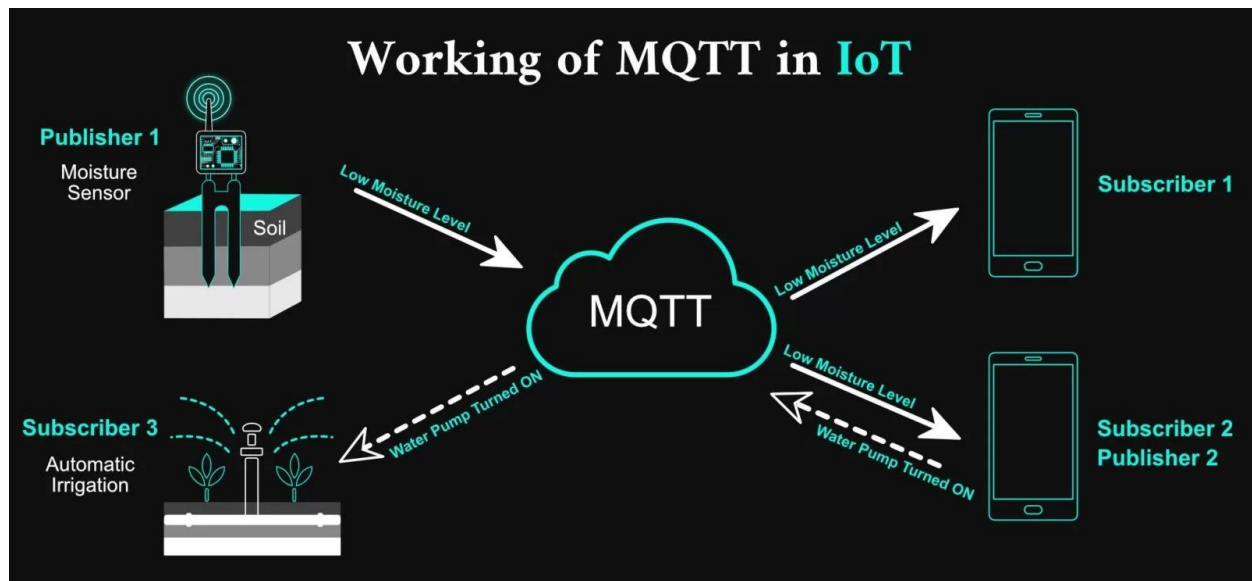 Working of MQTT in IoT
Publisher 1
Moisture
Sensor
Soil
Low Moisture Level
MQTT
Low Moisture Level
Subscriber 1
Low Moisture Level
Water Pump Turned ON
Subscriber 2
Publisher 2
Water Pump Turned ON
Subscriber 3
Automatic
Irrigation